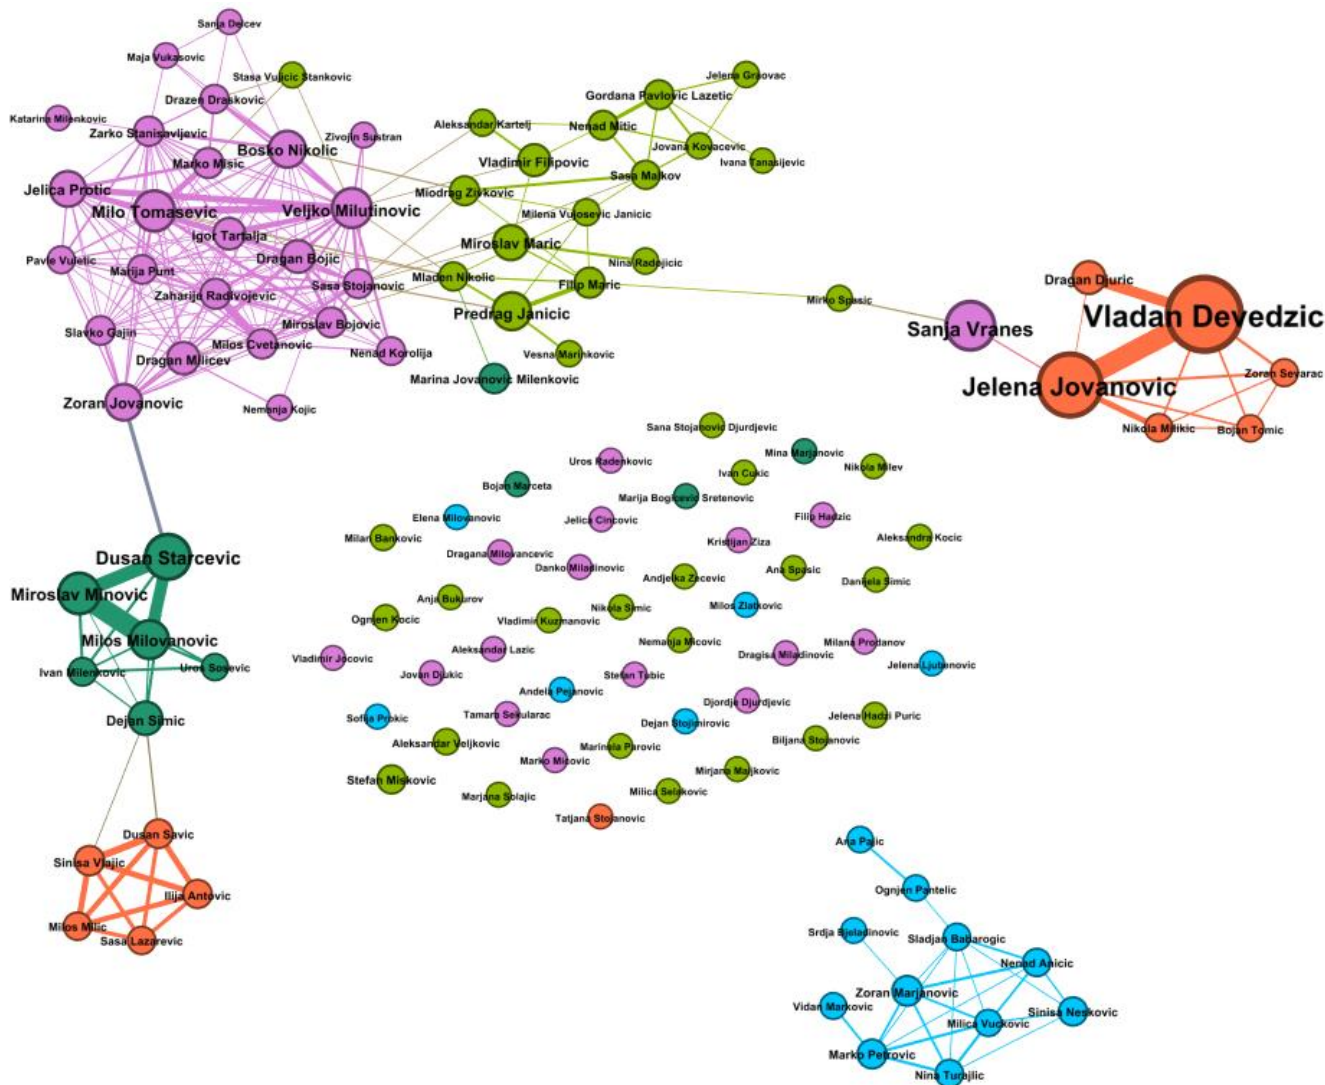 Sanja Delcev
Maja Vukasovic
Stasa Vujicic Stankovic
Jelena Graovac
Drazen Draskovic
Gordana Pavlovic Lazetic
Katarina Milenkovic
Zarko Stanisavljevic
Zivojin Sustran
Aleksandar Kartelj
Nenad Mitic
Bosko Nikolic
Jovana Kovacevic
Marko Misic
Vladimir Filipovic
Ivana Tanasijevic
Sasa Malkov
Jelica Protic
Miodrag Zivkovic
Milo Tomasevic
Veljko Milutinovic
Milena Vujosevic Janicic
Igor Tartalja
Miroslav Maric
Dragan Bojic
Pavle Vuletic
Marija Punt
Nina Radojicic
Mladen Nikolic
Filip Maric
Dragan Djuric
Sasa Stojanovic
Zaharije Radivojevic
Mirko Spasic
Predrag Janicic
Vladan Devedzic
Sanja Vranes
Slavko Gajin
Miroslav Bojovic
Milos Cvetanovic
Nenad Korolija
Vesna Marinkovic
Dragan Milicev
Zoran Sevarac
Marina Jovanovic Milenkovic
Jelena Jovanovic
Zoran Jovanovic
Nemanja Kojic
Nikola Milikic
Bojan Tomic
Sana Stojanovic Djurdjevic
Mina Marjanovic
Uros Radenkovic
Ivan Cukic
Nikola Milev
Bojan Marceta
Marija Bogicevic Sretenovic
Elena Milovanovic
Jelica Cincovic
Filip Hadzic
Milan Bankovic
Kristijan Ziza
Aleksandra Kocic
Dragana Milovancevic
Danko Miladinovic
Ana Spasic
Andjelka Zecevic
Danijela Simic
Dusan Starcevic
Miroslav Minovic
Anja Bukurov
Nikola Simic
Milos Zlatkovic
Ognjen Kocic
Vladimir Kuzmanovic
Milos Milovanovic
Nemanja Micovic
Milana Prodanov
Aleksandar Lazic
Vladimir Jocovic
Dragisa Miladinovic
Jelena Ljubenovic
Ivan Milenkovic
Uros Sosevic
Jovan Djukic
Stefan Tubic
Andela Pejanovic
Djordje Djurdjevic
Sofija Prokic
Tamara Sekularac
Dejan Simic
Dejan Stojimirovic
Jelena Hadzi Puric
Aleksandar Veljkovic
Marinela Parovic
Biljana Stojanovic
Marko Micovic
Mirjana Maljkovic
Stefan Miskovic
Marjana Solajic
Milica Selakovic
Tatjana Stojanovic
Dusan Savic
Ana Pajic
Sinisa Vlajic
Ognjen Pantelic
Ilija Antovic
Milos Milic
Srdja Bjeladinovic
Sladjan Babarogic
Sasa Lazarevic
Nenad Anicic
Zoran Marjanovic
Vidan Markovic
Sinisa Neskovic
Milica Vuckovic
Marko Petrovic
Nina Turajlic